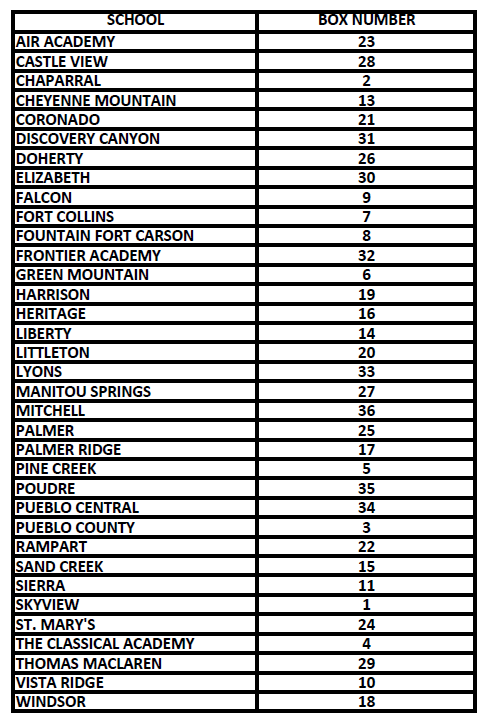 SCHOOL BOX NUMBER
AIR ACADEMY 23
CASTLE VIEW 28
CHAPARRAL 2
CHEYENNE MOUNTAIN 13
CORONADO 21
DISCOVERY CANYON 31
DOHERTY 26
ELIZABETH 30
FALCON 9
FORT COLLINS 7
FOUNTAIN FORT CARSON 8
FRONTIER ACADEMY 32
GREEN MOUNTAIN 6
HARRISON 19
HERITAGE 16
LIBERTY 14
LITTLETON 20
LYONS 33
MANITOU SPRINGS 27
MITCHELL 36
PALMER 25
PALMER RIDGE 17
PINE CREEK 5
POUDRE 35
PUEBLO CENTRAL 34
PUEBLO COUNTY 3
RAMPART 22
SAND CREEK 15
SIERRA 11
SKYVIEW 1
ST. MARY'S 24
THE CLASSICAL ACADEMY 4
THOMAS MACLAREN 29
VISTA RIDGE 10
WINDSOR 18